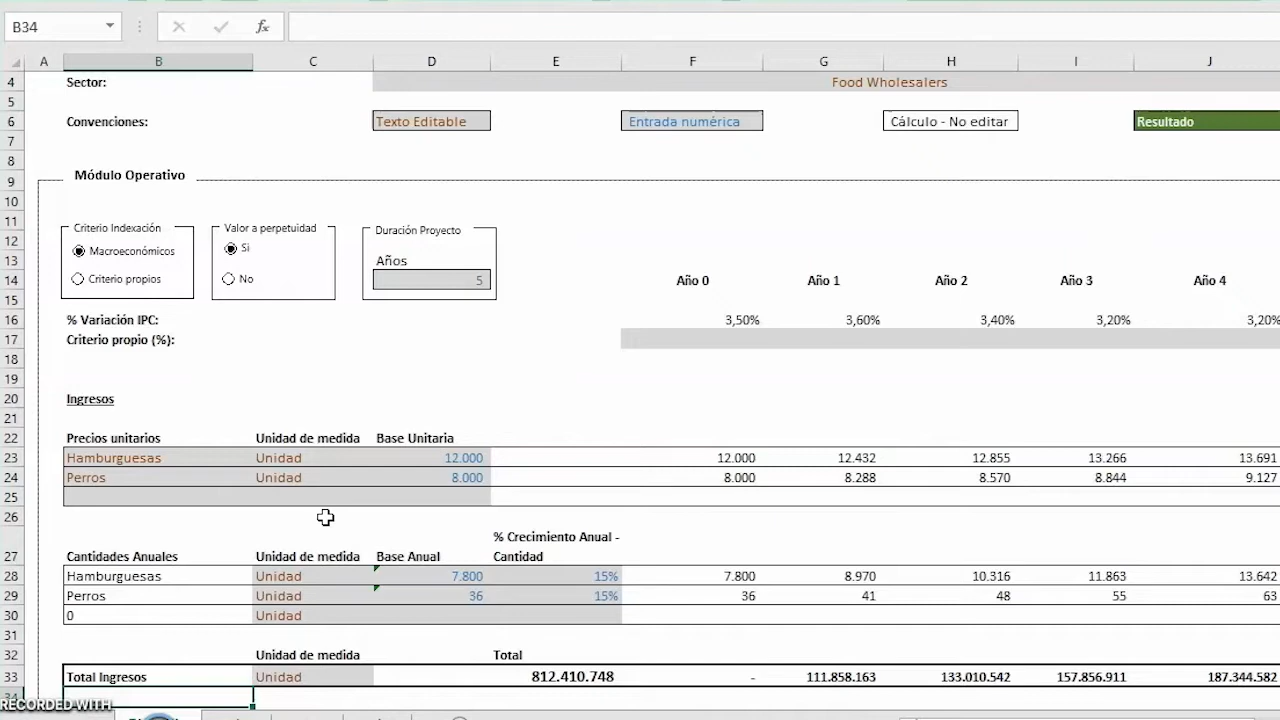 B34 fx
A B C D E F G H I J
4 Sector: Food Wholesalers
5
6 Convenciones: Texto Editable Entrada numérica Cálculo - No editar Resultado
7
8
9 Módulo Operativo
10
11 Criterio Indexación Valor a perpetuidad Duración Proyecto
12 Macroeconómicos Si
13 Criterio propios No Años
14 5 Año 0 Año 1 Año 2 Año 3 Año 4
15
16 % Variación IPC: 3,50% 3,60% 3,40% 3,20% 3,20%
17 Criterio propio (%):
18
19
20 Ingresos
21
22 Precios unitarios Unidad de medida Base Unitaria
23 Hamburguesas Unidad 12.000 12.000 12.432 12.855 13.266 13.691
24 Perros Unidad 8.000 8.000 8.288 8.570 8.844 9.127
25
26
% Crecimiento Anual -
27 Cantidades Anuales Unidad de medida Base Anual Cantidad
28 Hamburguesas Unidad 7.800 15% 7.800 8.970 10.316 11.863 13.642
29 Perros Unidad 36 15% 36 41 48 55 63
30 0 Unidad
31
32 Unidad de medida Total
33 Total Ingresos Unidad 812.410.748 - 111.858.163 133.010.542 157.856.911 187.344.582
34
RECORDED WITH